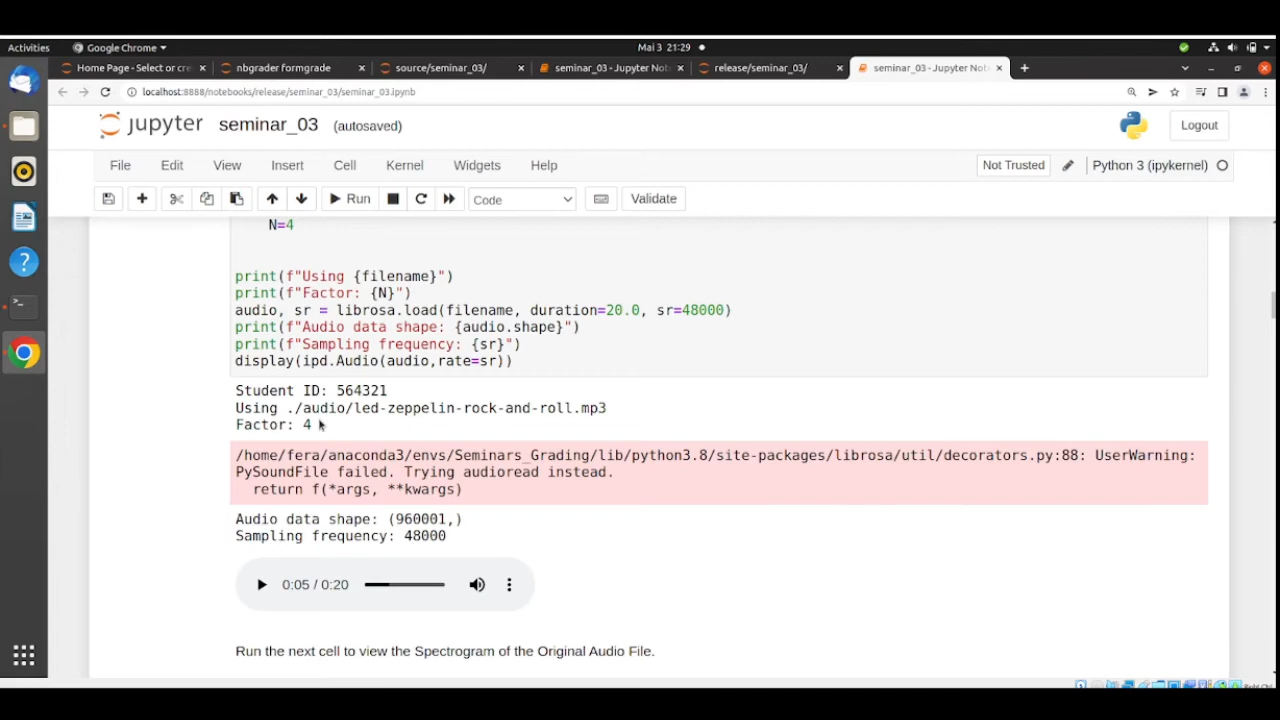 Activities
Google Chrome
Mai 3 21:29
Home Page - Select or cre
nbgrader formgrade
source/seminar_03/
seminar_03 - Jupyter Not
release/seminar_03/
seminar_03 - Jupyter Not
localhost:8888/notebooks/release/seminar_03/seminar_03.ipynb
jupyter seminar_03 (autosaved)
Logout
File Edit View Insert Cell Kernel Widgets Help
Not Trusted
Python 3 (ipykernel)
Run
Code
Validate
N=4
print(f"Using {filename}")
print(f"Factor: {N}")
audio, sr = librosa.load(filename, duration=20.0, sr=48000)
print(f"Audio data shape: {audio.shape}")
print(f"Sampling frequency: {sr}")
display(ipd.Audio(audio,rate=sr))
Student ID: 564321
Using ./audio/led-zeppelin-rock-and-roll.mp3
Factor: 4
/home/fera/anaconda3/envs/Seminars_Grading/lib/python3.8/site-packages/librosa/util/decorators.py:88: UserWarning:
PySoundFile failed. Trying audioread instead.
return f(*args, **kwargs)
Audio data shape: (960001,)
Sampling frequency: 48000
0:05 / 0:20
Run the next cell to view the Spectrogram of the Original Audio File.